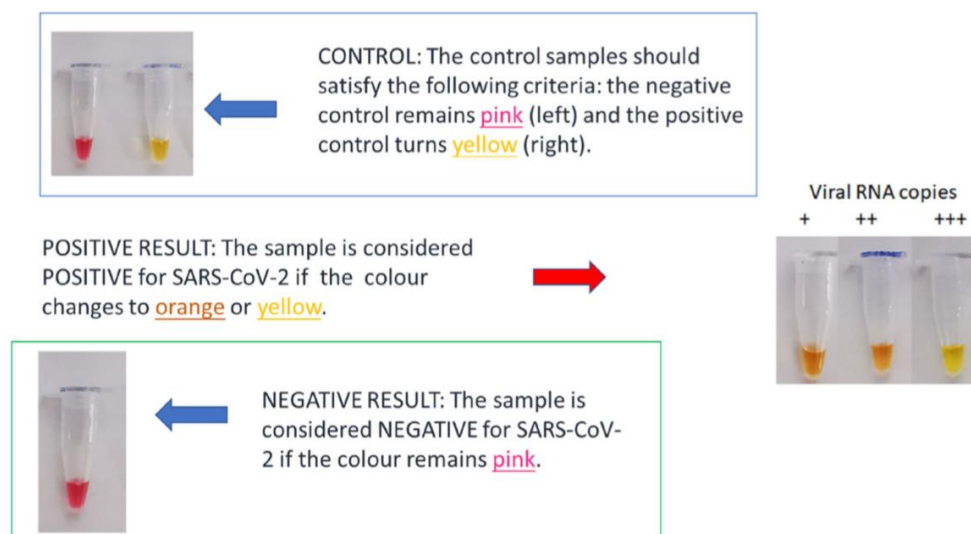 CONTROL: The control samples should
satisfy the following criteria: the negative
control remains pink (left) and the positive
control turns yellow (right).
Viral RNA copies
+ ++ +++
POSITIVE RESULT: The sample is considered
POSITIVE for SARS-CoV-2 if the colour
changes to orange or yellow.
NEGATIVE RESULT: The sample is
considered NEGATIVE for SARS-CoV-
2 if the colour remains pink.